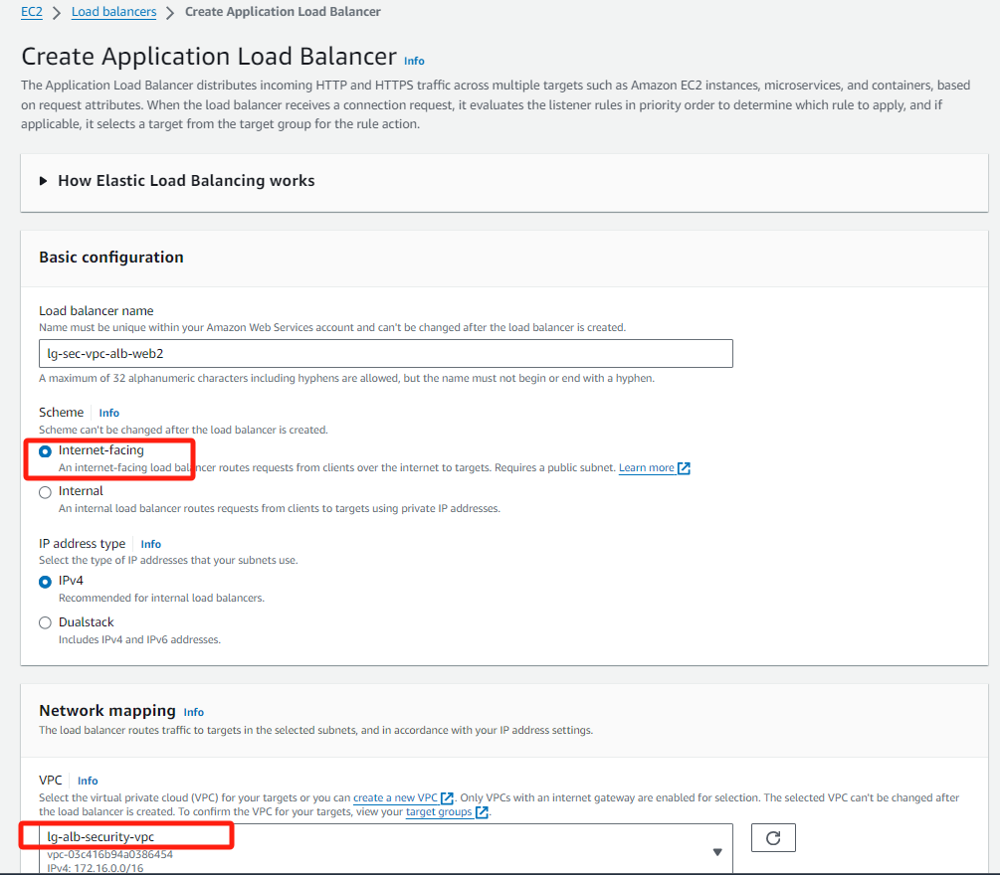 EC2 > Load balancers > Create Application Load Balancer
Create Application Load Balancer Info
The Application Load Balancer distributes incoming HTTP and HTTPS traffic across multiple targets such as Amazon EC2 instances, microservices, and containers, based
on request attributes. When the load balancer receives a connection request, it evaluates the listener rules in priority order to determine which rule to apply, and if
applicable, it selects a target from the target group for the rule action.
How Elastic Load Balancing works
Basic configuration
Load balancer name
Name must be unique within your Amazon Web Services account and can't be changed after the load balancer is created.
lg-sec-vpc-alb-web2
A maximum of 32 alphanumeric characters including hyphens are allowed, but the name must not begin or end with a hyphen.
Scheme Info
Scheme can't be changed after the load balancer is created.
Internet-facing
An internet-facing load balancer routes requests from clients over the internet to targets. Requires a public subnet. Learn more
Internal
An internal load balancer routes requests from clients to targets using private IP addresses.
IP address type Info
Select the type of IP addresses that your subnets use.
IPv4
Recommended for internal load balancers.
Dualstack
Includes IPv4 and IPv6 addresses.
Network mapping Info
The load balancer routes traffic to targets in the selected subnets, and in accordance with your IP address settings.
VPC Info
Select the virtual private cloud (VPC) for your targets or you can create a new VPC. Only VPCs with an internet gateway are enabled for selection. The selected VPC can't be changed after
the load balancer is created. To confirm the VPC for your targets, view your target groups.
lg-alb-security-vpc
vpc-03c416b94a0386454
IPv4: 172.16.0.0/16